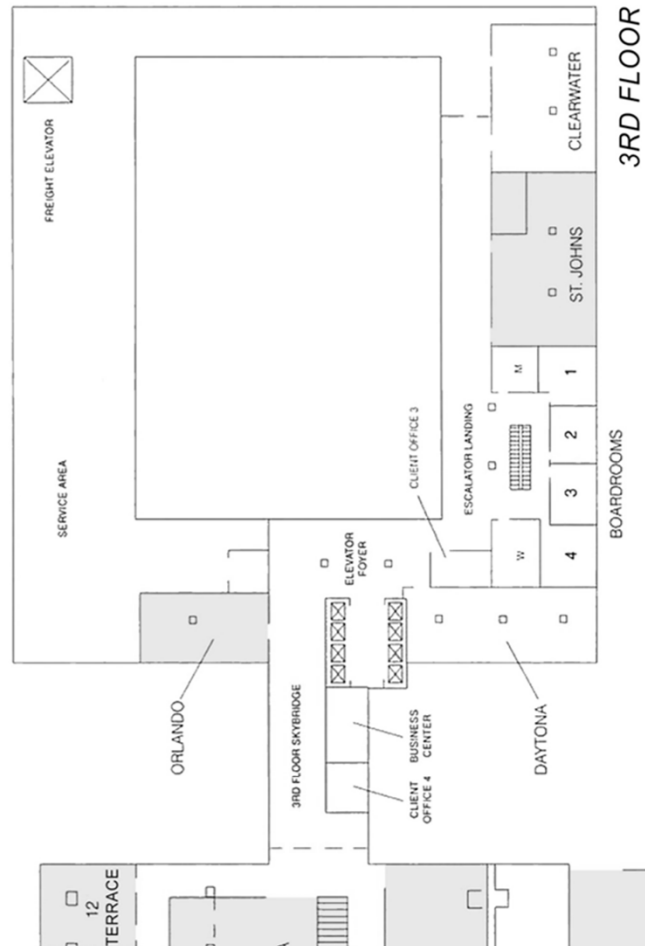 3RD FLOOR
FREIGHT ELEVATOR
CLEARWATER
ST. JOHNS
SERVICE AREA
CLIENT OFFICE 3
ESCALATOR LANDING
M
1
2
3
4
W
BOARDROOMS
ELEVATOR
FOYER
ORLANDO
3RD FLOOR SKYBRIDGE
BUSINESS
CENTER
CLIENT
OFFICE 4
DAYTONA
12
TERRACE
A